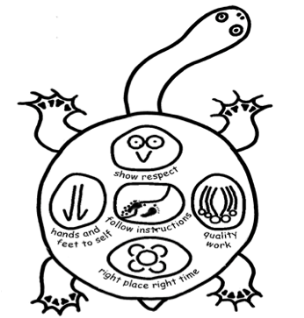 show respect
hands and
feet to self
follow instructions
quality
work
right place right time